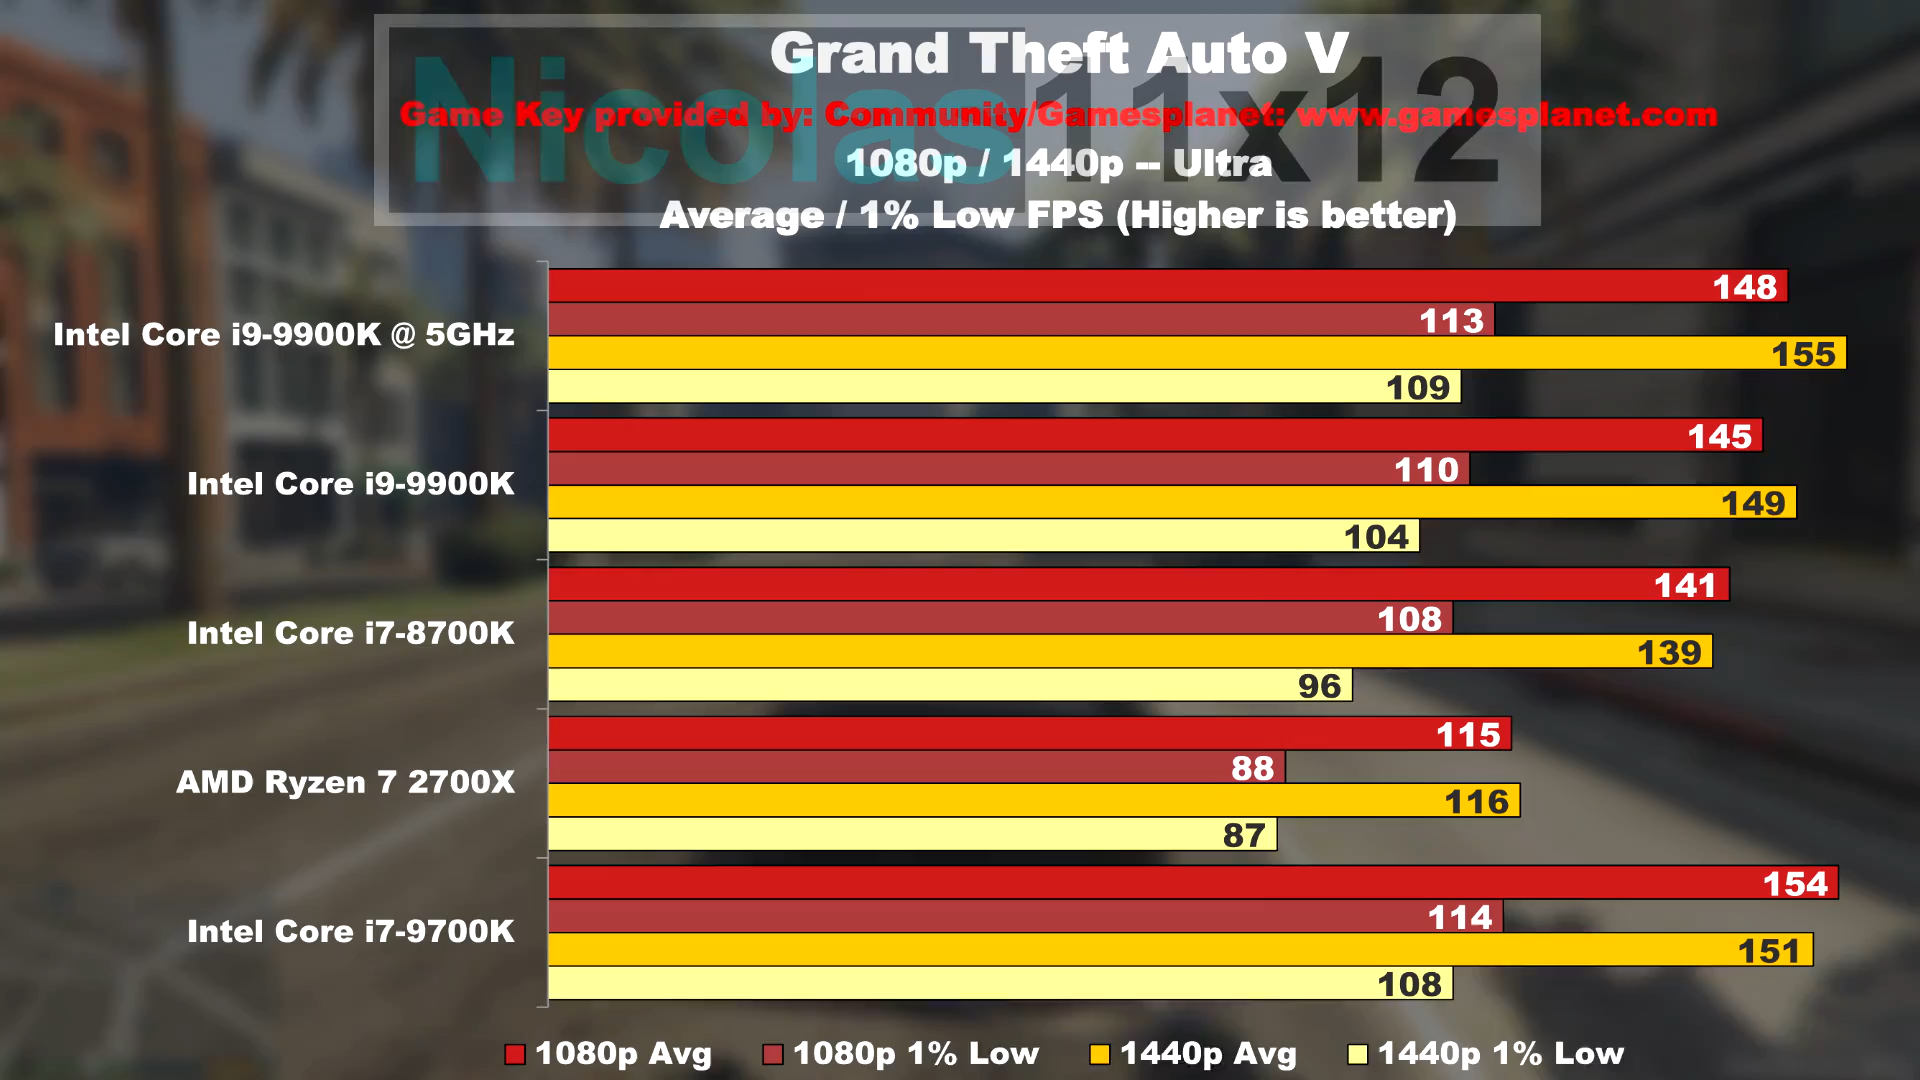 Grand Theft Auto V
Nicolas11x12
Game Key provided by: Community/Gamesplanet: www.gamesplanet.com
1080p / 1440p -- Ultra
Average / 1% Low FPS (Higher is better)
Intel Core i9-9900K @ 5GHz
148
113
155
109
Intel Core i9-9900K
145
110
149
104
Intel Core i7-8700K
141
108
139
96
AMD Ryzen 7 2700X
115
88
116
87
Intel Core i7-9700K
154
114
151
108
1080p Avg 1080p 1% Low 1440p Avg 1440p 1% Low